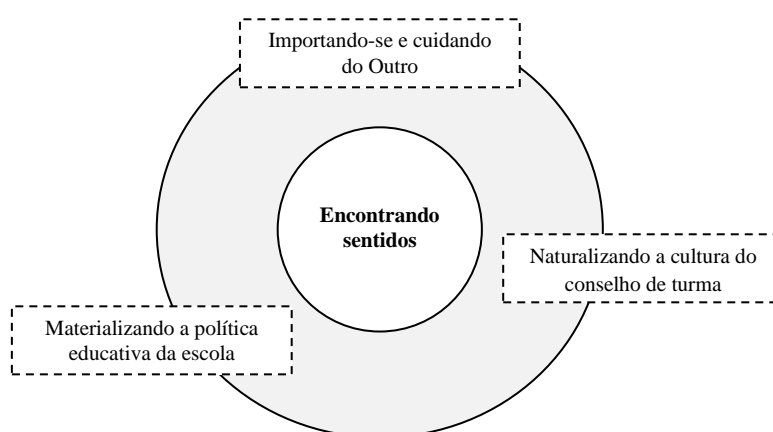 Importando-se e cuidando
do Outro
Encontrando
sentidos
Naturalizando a cultura do
conselho de turma
Materializando a política
educativa da escola